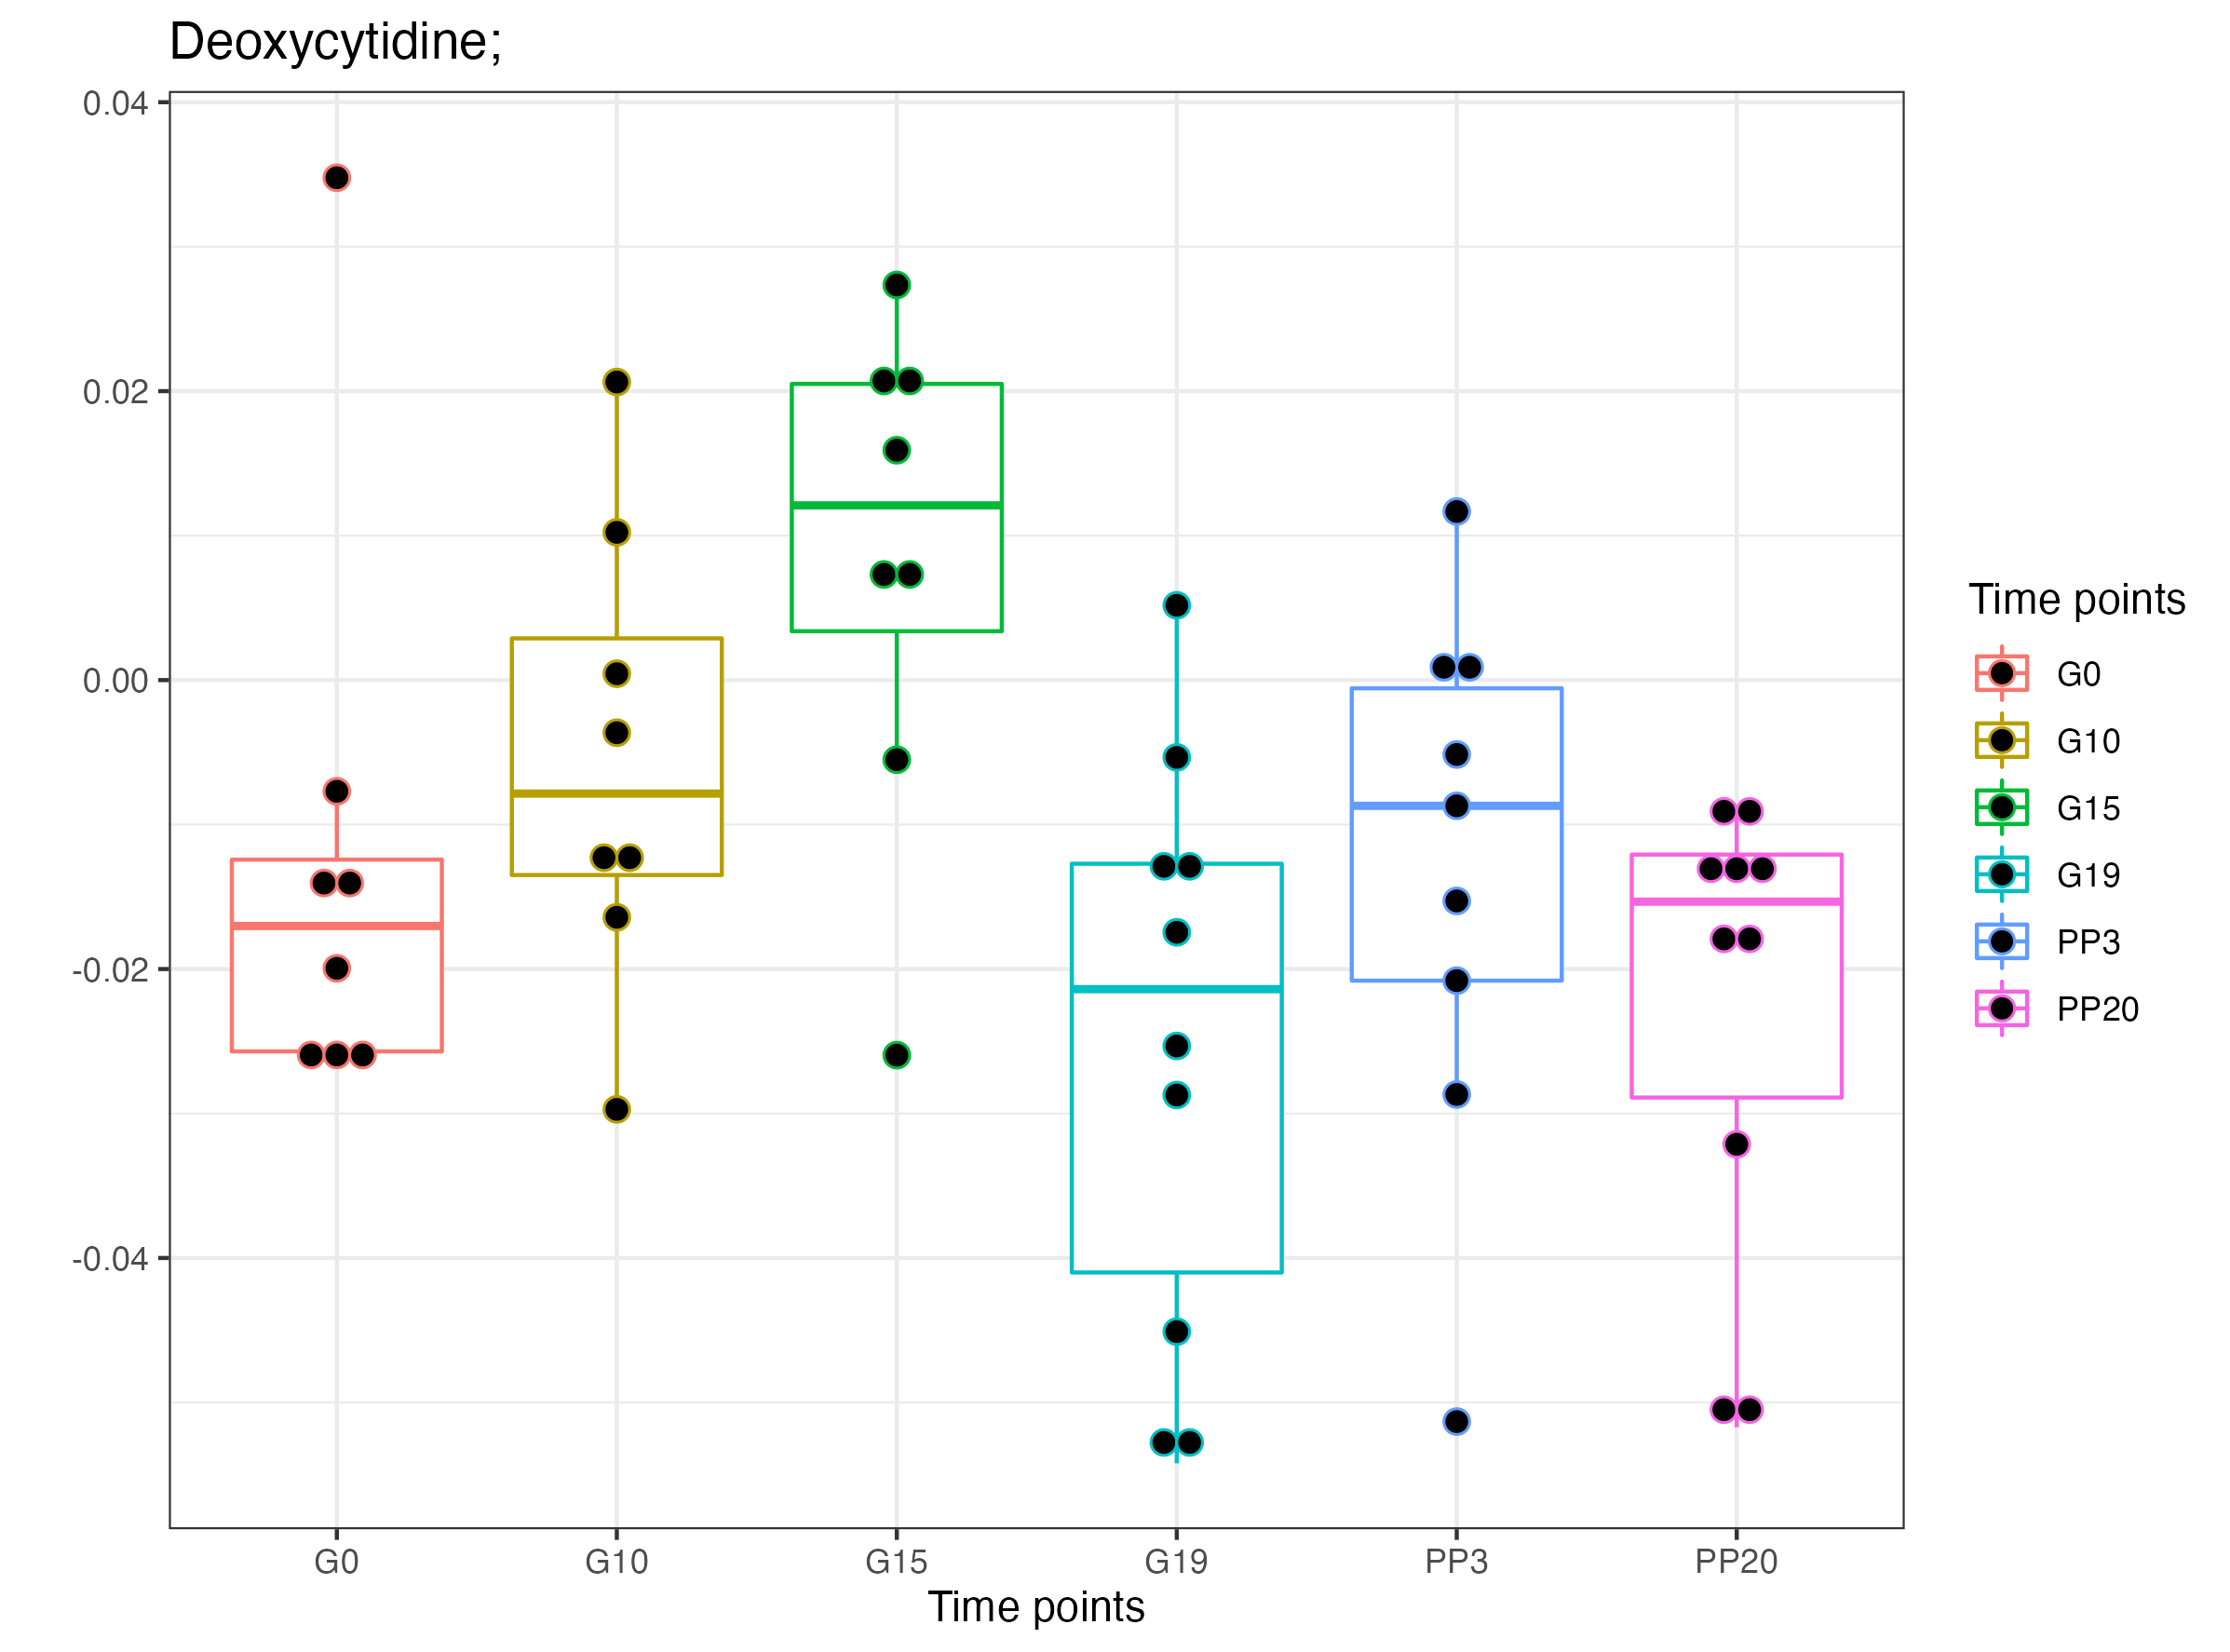 Deoxycytidine;
0.04
0.02
0.00
-0.02
-0.04
G0 G10 G15 G19 PP3 PP20
Time points
Time points
G0
G10
G15
G19
PP3
PP20